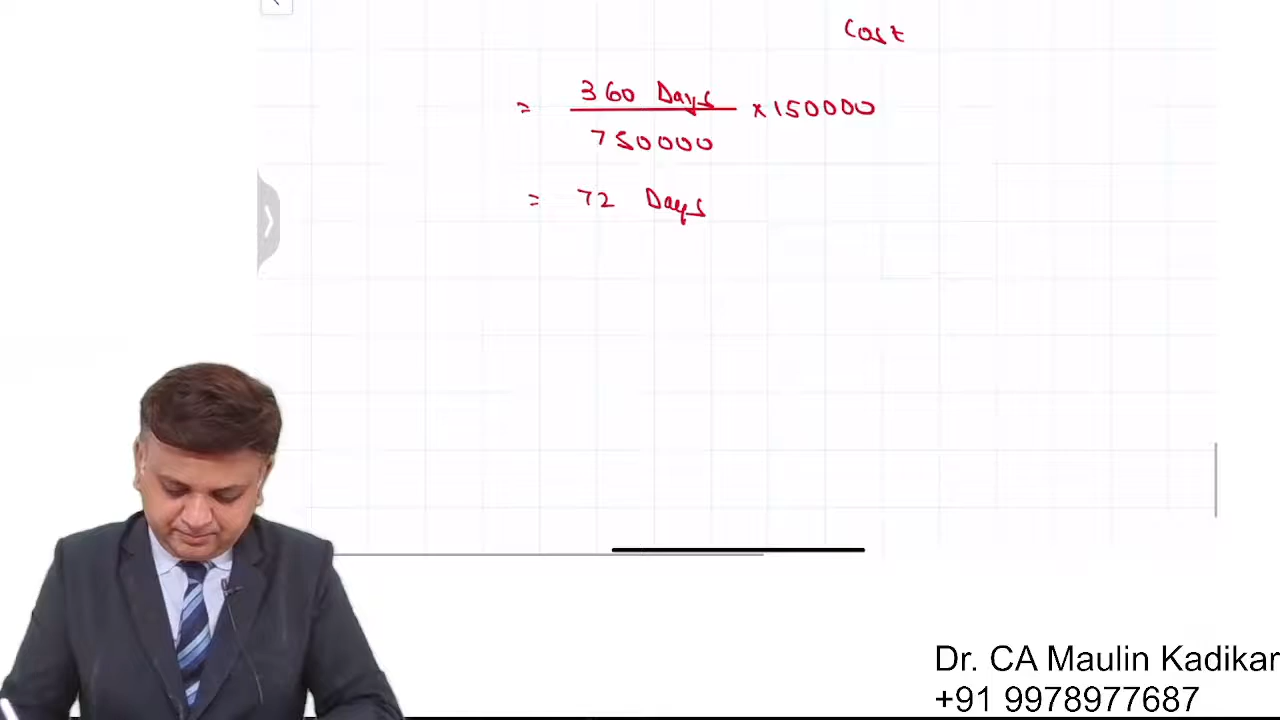 Cost
= 360 Days / 750000 × 150000
= 72 Days
Dr. CA Maulin Kadikar
+91 9978977687